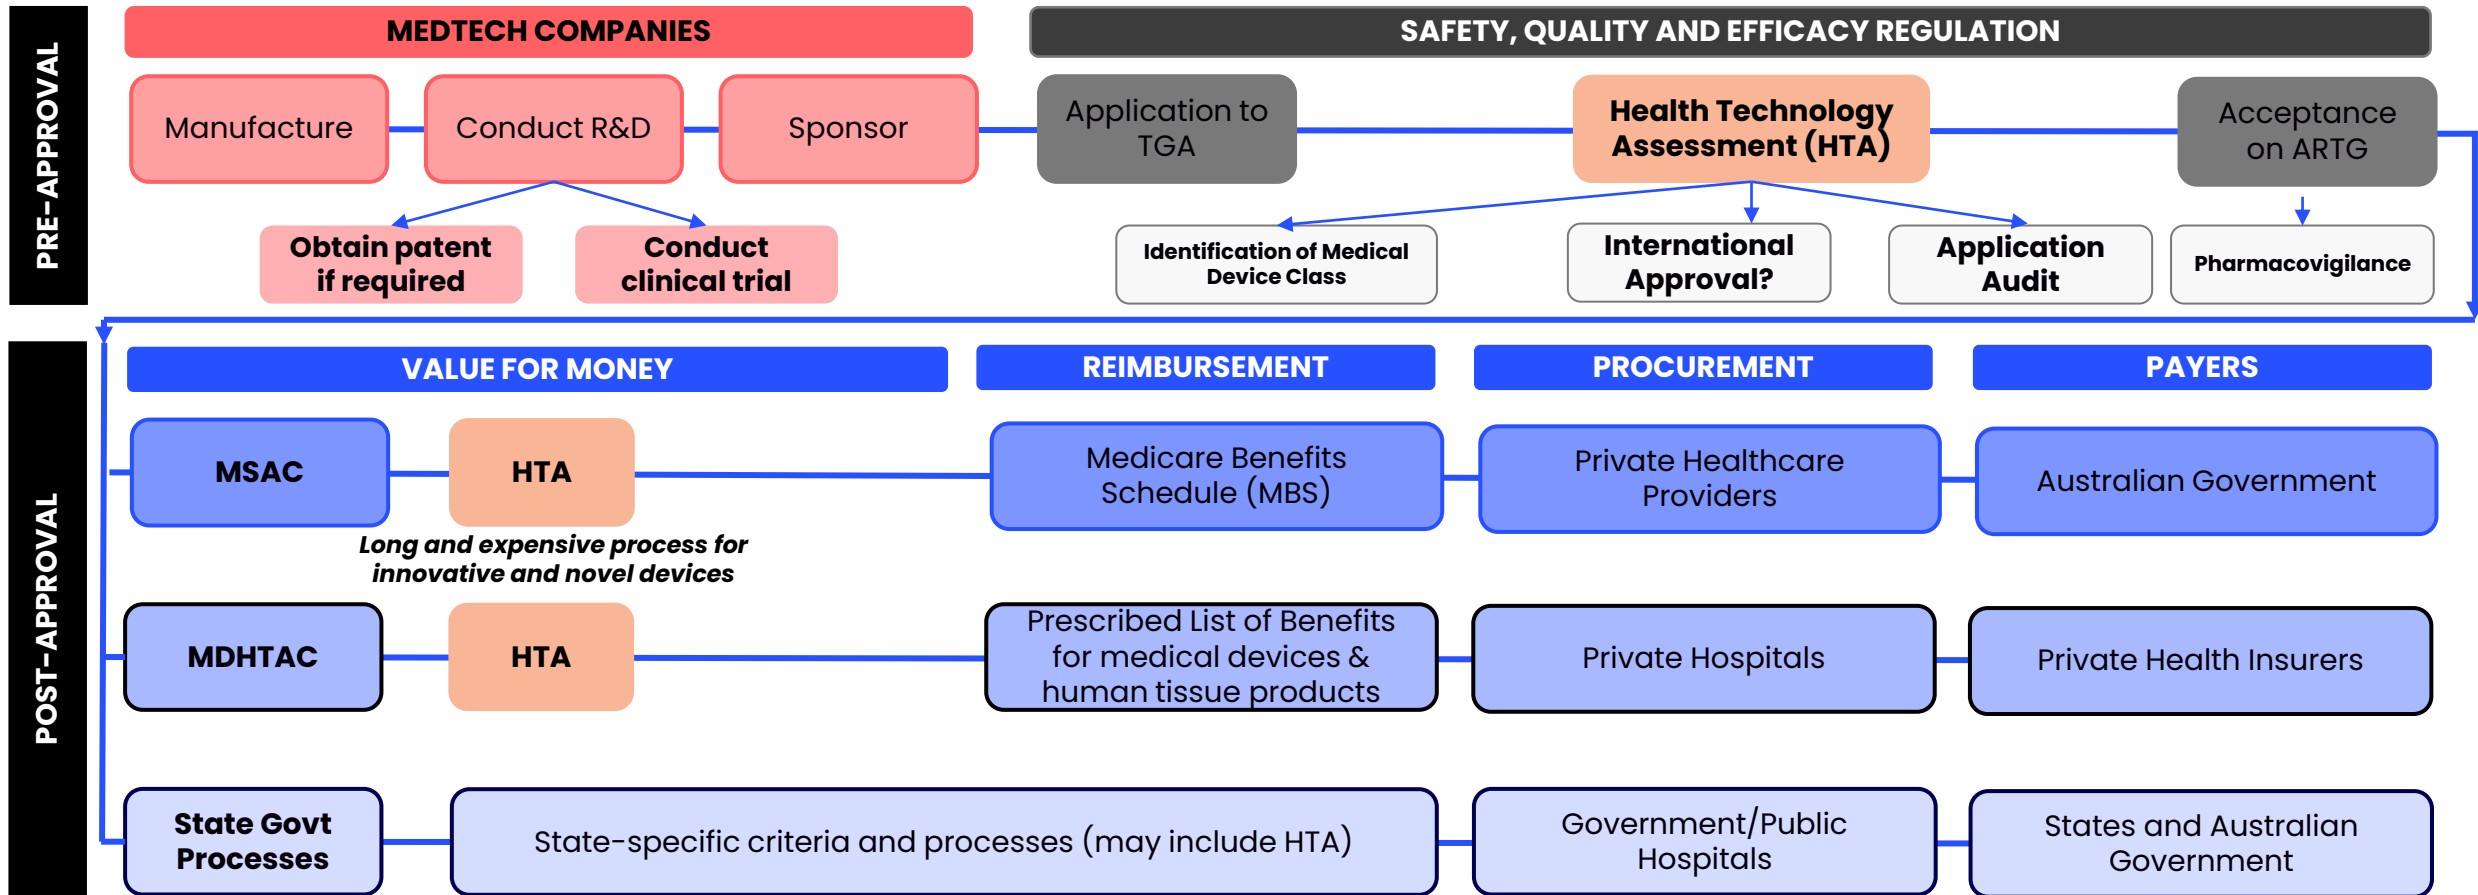 PRE-APPROVAL
MEDTECH COMPANIES
SAFETY, QUALITY AND EFFICACY REGULATION
Manufacture
Conduct R&D
Sponsor
Application to
TGA
Health Technology
Assessment (HTA)
Acceptance
on ARTG
Obtain patent
if required
Conduct
clinical trial
Identification of Medical
Device Class
International
Approval?
Application
Audit
Pharmacovigilance
POST-APPROVAL
VALUE FOR MONEY
REIMBURSEMENT
PROCUREMENT
PAYERS
MSAC
HTA
Long and expensive process for
innovative and novel devices
Medicare Benefits
Schedule (MBS)
Private Healthcare
Providers
Australian Government
MDHTAC
HTA
Prescribed List of Benefits
for medical devices &
human tissue products
Private Hospitals
Private Health Insurers
State Govt
Processes
State-specific criteria and processes (may include HTA)
Government/Public
Hospitals
States and Australian
Government